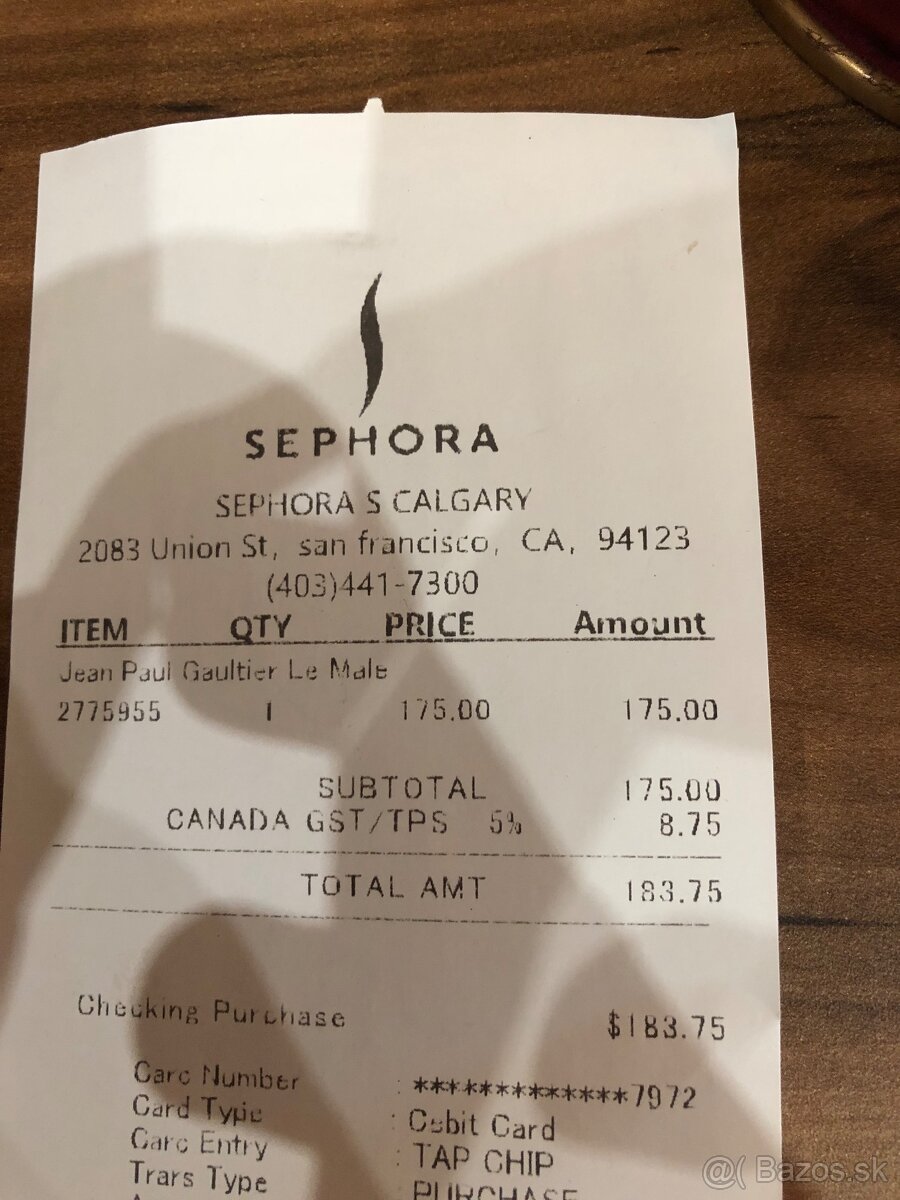 SEPHORA
SEPHORA S CALGARY
2083 Union St, san francisco, CA, 94123
(403)441-7300
ITEM QTY PRICE Amount
Jean Paul Gaultier Le Male
2775955 1 175.00 175.00
SUBTOTAL 175.00
CANADA GST/TPS 5% 8.75
TOTAL AMT 183.75
Checking Purchase $183.75
Card Number : *************7972
Card Type : Debit Card
Card Entry : TAP CHIP
Trans Type : PURCHASE
@( Bazos.sk